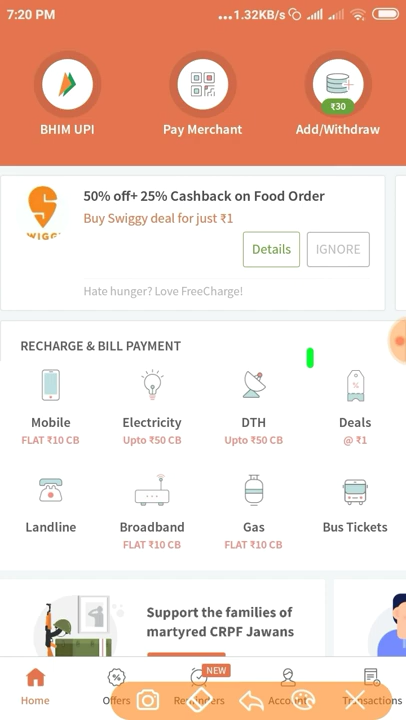 7:20 PM ...1.32KB/s
₹30
BHIM UPI Pay Merchant Add/Withdraw
50% off+ 25% Cashback on Food Order
Buy Swiggy deal for just ₹1
WIGG
Details IGNORE
Hate hunger? Love FreeCharge!
RECHARGE & BILL PAYMENT
%
Mobile Electricity DTH Deals
FLAT ₹10 CB Upto ₹50 CB Upto ₹50 CB @ ₹1
Landline Broadband Gas Bus Tickets
FLAT ₹10 CB FLAT ₹10 CB
Support the families of
martyred CRPF Jawans
% NEW
Home Offers Reminders Account Transactions